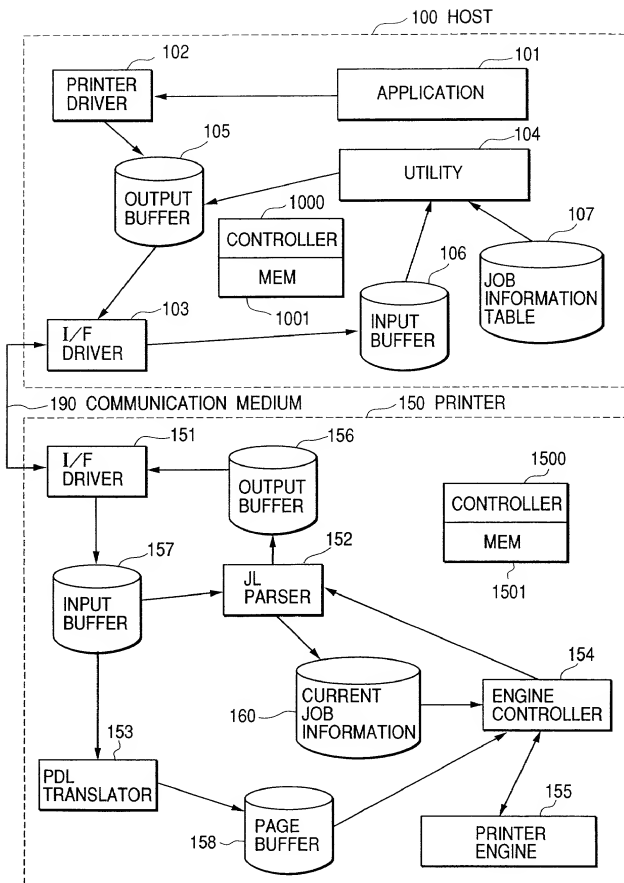 100 HOST
102
PRINTER
DRIVER
101
APPLICATION
105
OUTPUT
BUFFER
104
UTILITY
1000
CONTROLLER
MEM
1001
107
JOB
INFORMATION
TABLE
106
INPUT
BUFFER
103
I/F
DRIVER
190 COMMUNICATION MEDIUM
150 PRINTER
151
I/F
DRIVER
156
OUTPUT
BUFFER
1500
CONTROLLER
MEM
1501
157
INPUT
BUFFER
152
JL
PARSER
154
ENGINE
CONTROLLER
160
CURRENT
JOB
INFORMATION
153
PDL
TRANSLATOR
158
PAGE
BUFFER
155
PRINTER
ENGINE